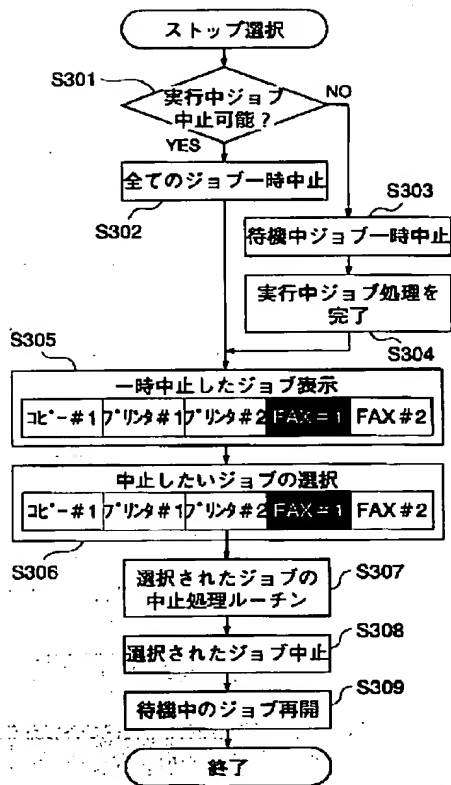 ストップ選択
S301
実行中ジョブ
中止可能？
NO
YES
全てのジョブ一時中止
S302
S303
待機中ジョブ一時中止
実行中ジョブ処理を
完了
S304
S305
一時中止したジョブ表示
コピー#1 プリンタ#1 プリンタ#2 FAX#1 FAX#2
中止したいジョブの選択
コピー#1 プリンタ#1 プリンタ#2 FAX#1 FAX#2
S306
選択されたジョブの
中止処理ルーチン
S307
選択されたジョブ中止
S308
待機中のジョブ再開
S309
終了